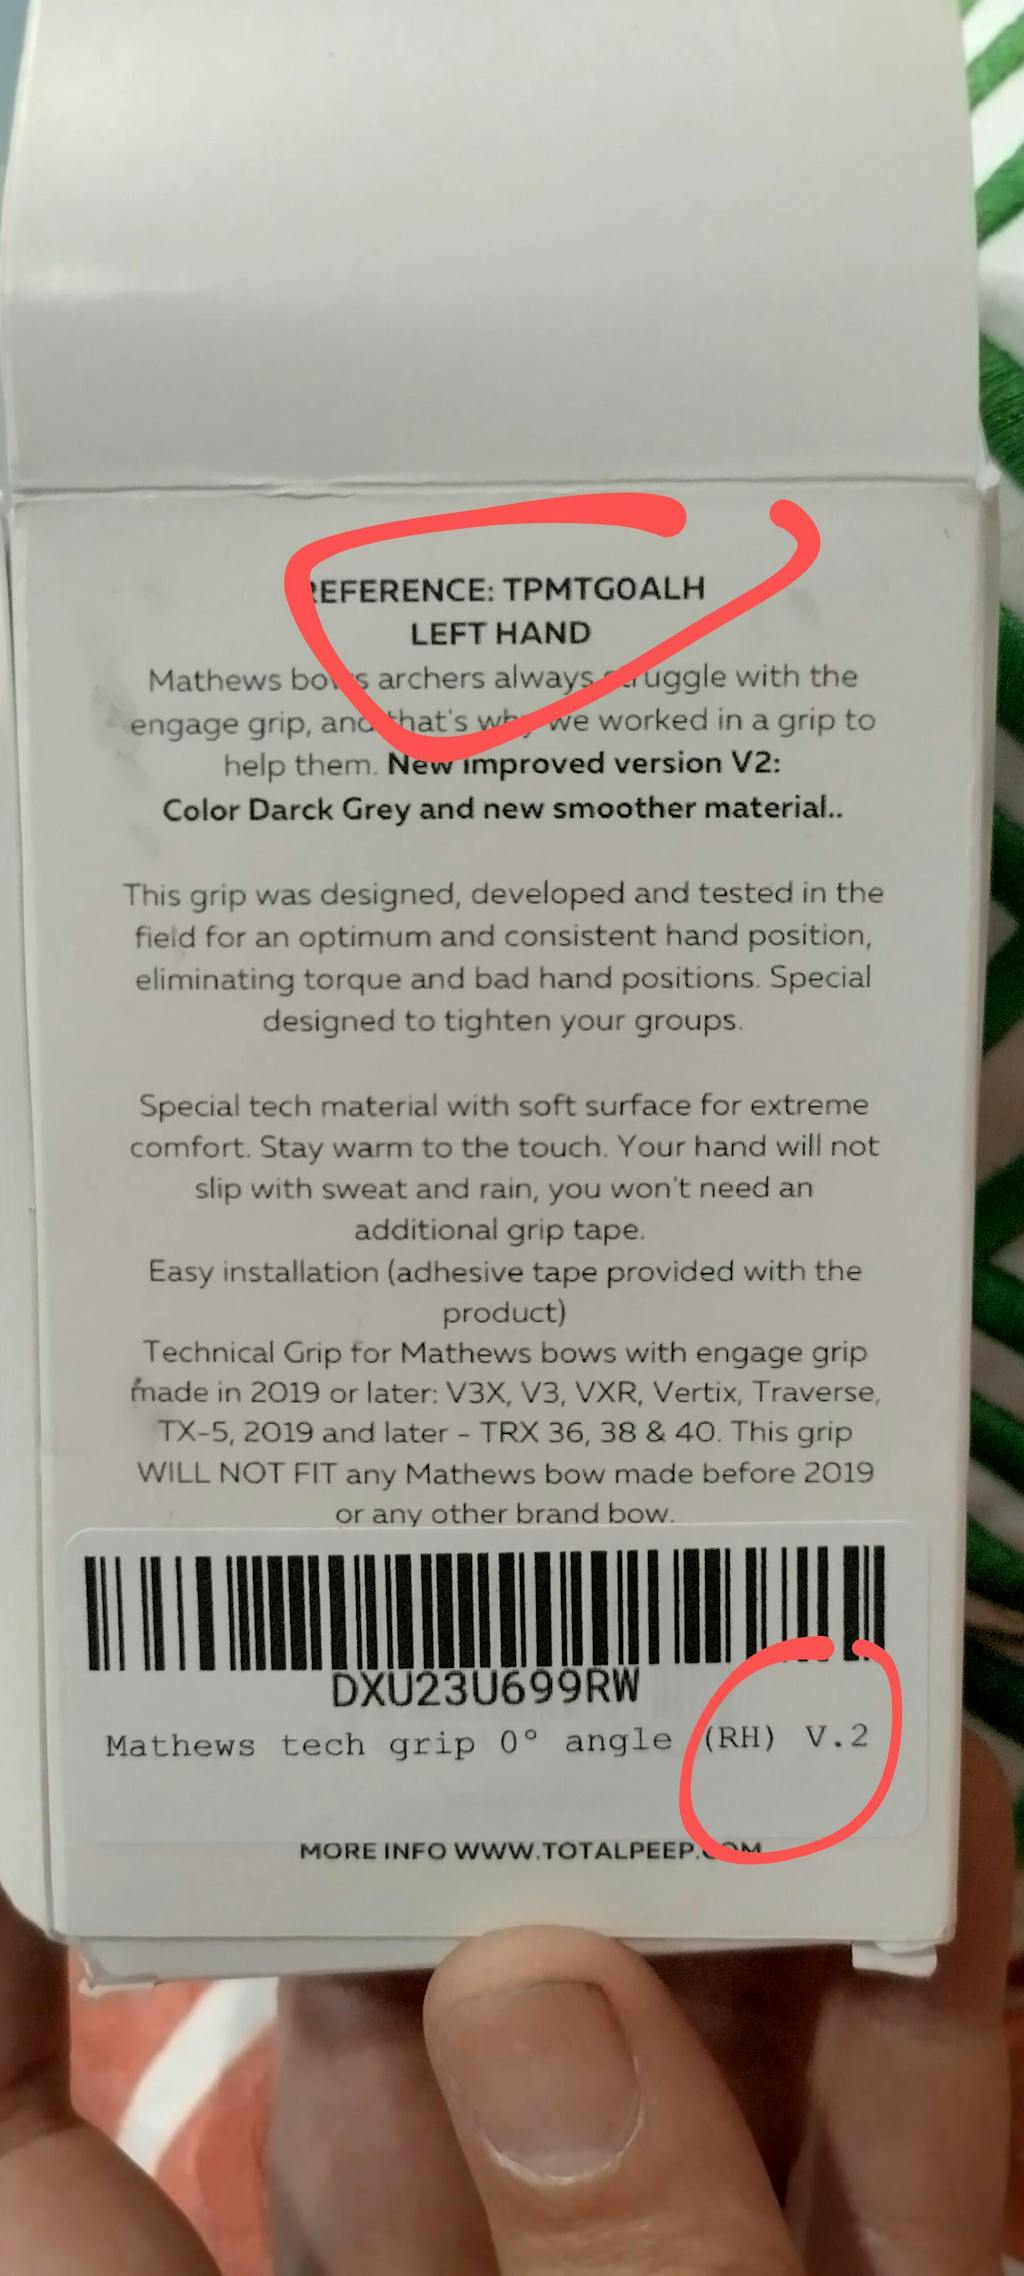 REFERENCE: TPMTG0ALH
LEFT HAND
Mathews bows archers always struggle with the
engage grip, and that's why we worked in a grip to
help them. New improved version V2:
Color Darck Grey and new smoother material..
This grip was designed, developed and tested in the
field for an optimum and consistent hand position,
eliminating torque and bad hand positions. Special
designed to tighten your groups.
Special tech material with soft surface for extreme
comfort. Stay warm to the touch. Your hand will not
slip with sweat and rain, you won't need an
additional grip tape.
Easy installation (adhesive tape provided with the
product)
Technical Grip for Mathews bows with engage grip
made in 2019 or later: V3X, V3, VXR, Vertix, Traverse,
TX-5, 2019 and later - TRX 36, 38 & 40. This grip
WILL NOT FIT any Mathews bow made before 2019
or any other brand bow.
DXU23U699RW
Mathews tech grip 0° angle (RH) V.2
MORE INFO WWW.TOTALPEEP.COM